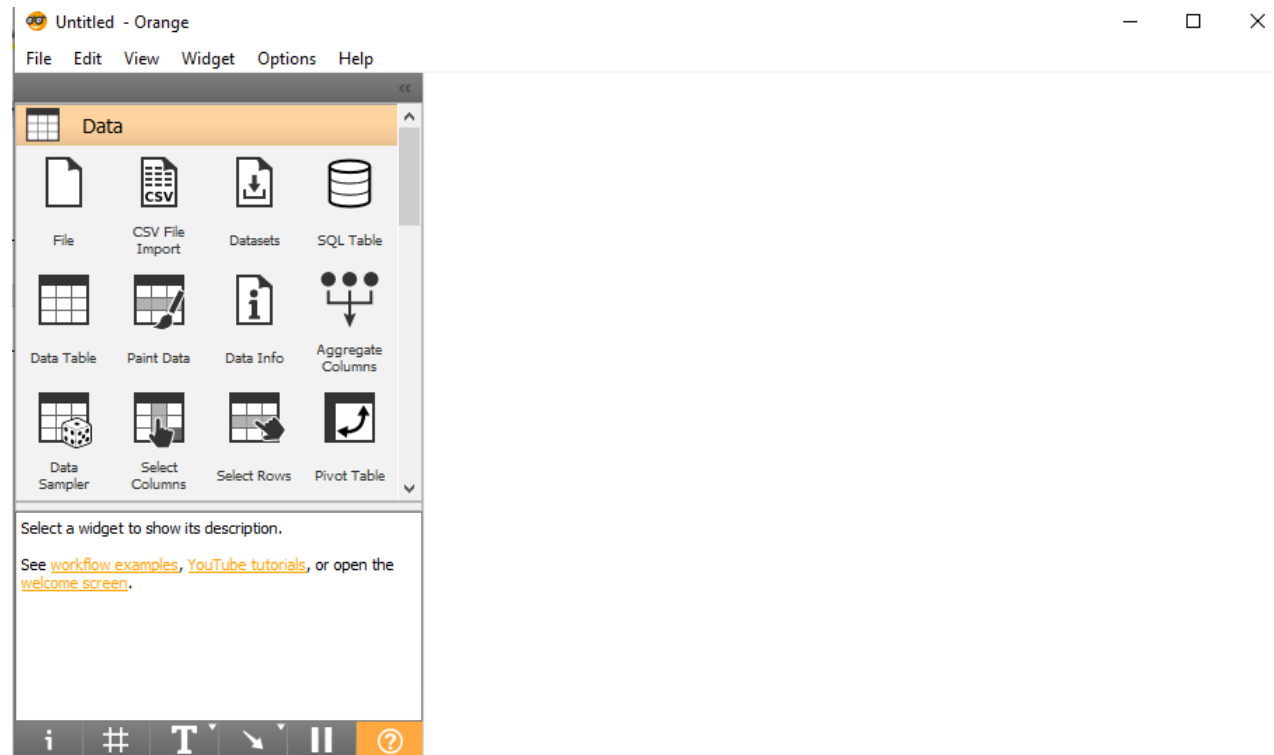 Untitled - Orange
File Edit View Widget Options Help
Data
File
CSV
CSV File
Import
Datasets
SQL Table
Data Table
Paint Data
Data Info
Aggregate
Columns
Data
Sampler
Select
Columns
Select Rows
Pivot Table
Select a widget to show its description.
See workflow examples, YouTube tutorials, or open the
welcome screen.
i # T ?